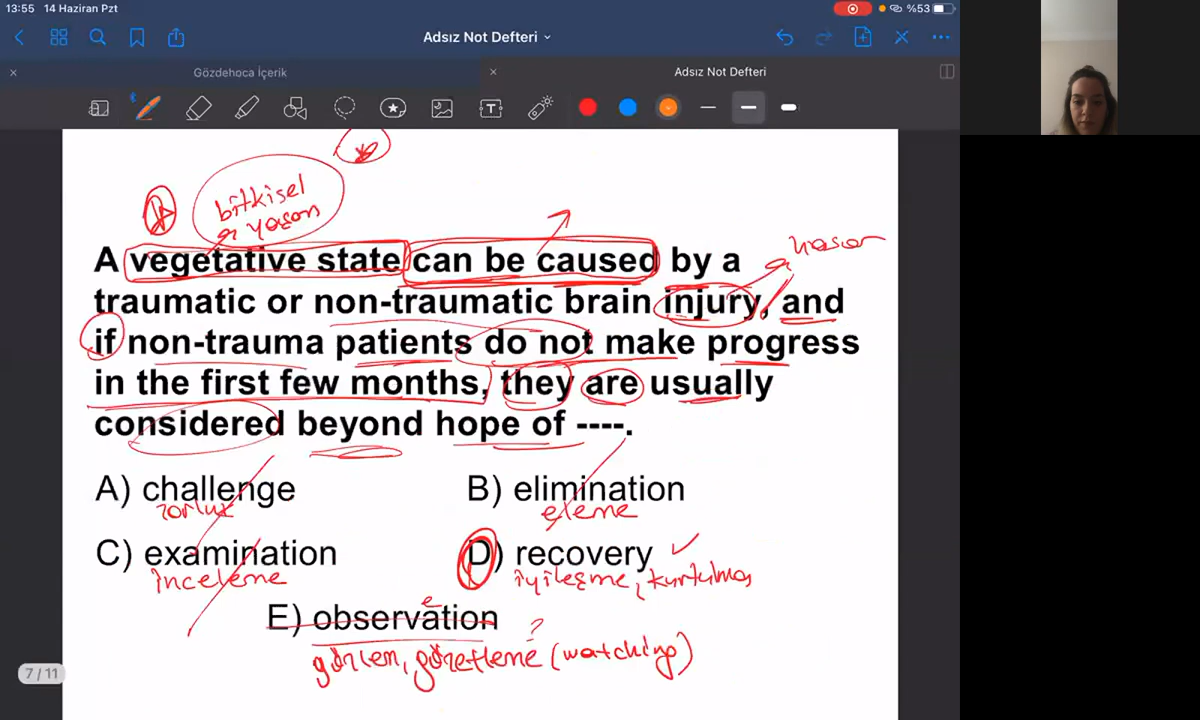 13:55 14 Haziran Pzt
%53
Adsız Not Defteri
Gözdehoca İçerik
Adsız Not Defteri
bitkisel
yaşam
hasar
A vegetative state can be caused by a
traumatic or non-traumatic brain injury, and
if non-trauma patients do not make progress
in the first few months, they are usually
considered beyond hope of ----.
A) challenge
zorluk
B) elimination
eleme
C) examination
inceleme
D) recovery
iyileşme, kurtulma
E) observation
e
?
gözlem, gözetleme (watching)
7 / 11